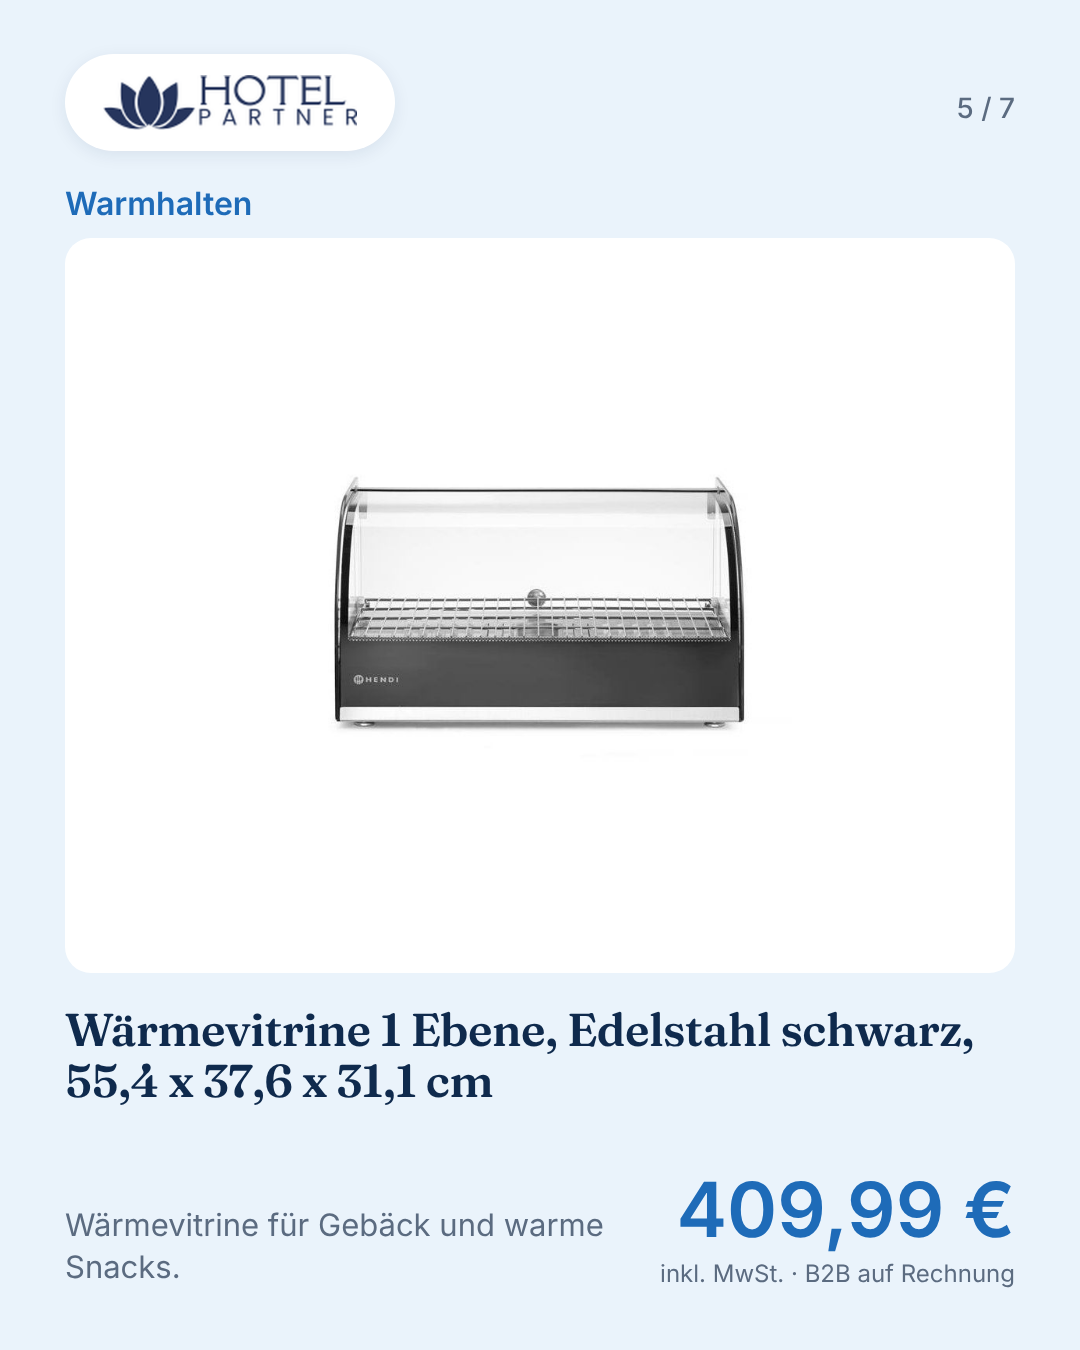 HOTEL
PARTNER
5 / 7
Warmhalten
HENDI
Wärmevitrine 1 Ebene, Edelstahl schwarz,
55,4 x 37,6 x 31,1 cm
Wärmevitrine für Gebäck und warme
Snacks.
409,99 €
inkl. MwSt. · B2B auf Rechnung